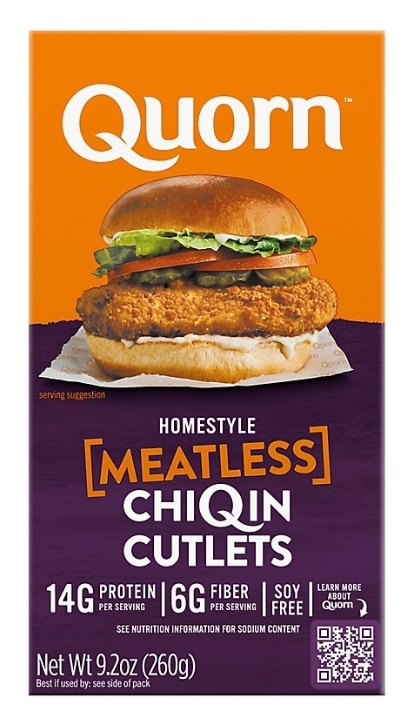 Quorn™
serving suggestion
HOMESTYLE
[MEATLESS]
CHIQIN
CUTLETS
14G PROTEIN PER SERVING | 6G FIBER PER SERVING | SOY FREE | LEARN MORE ABOUT Quorn
SEE NUTRITION INFORMATION FOR SODIUM CONTENT
Net Wt 9.2oz (260g)
Best if used by: see side of pack